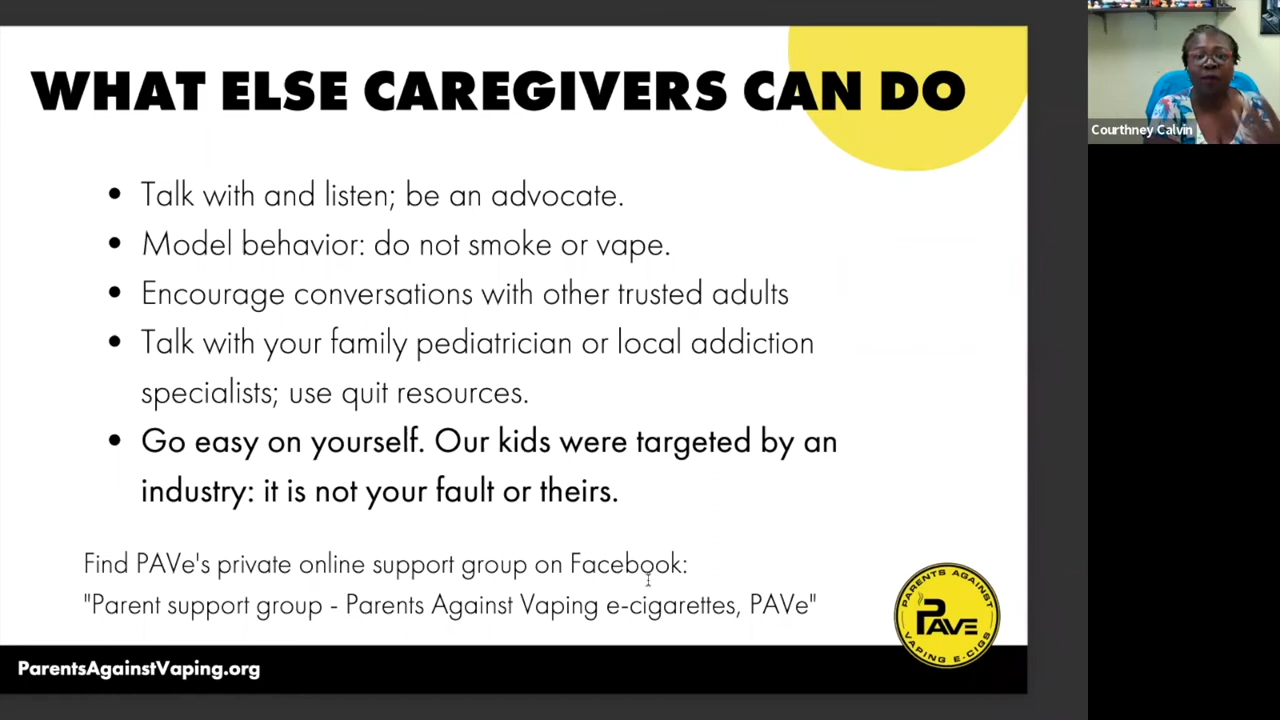 WHAT ELSE CAREGIVERS CAN DO
Courthney Calvin
• Talk with and listen; be an advocate.
• Model behavior: do not smoke or vape.
• Encourage conversations with other trusted adults
• Talk with your family pediatrician or local addiction
specialists; use quit resources.
• Go easy on yourself. Our kids were targeted by an
industry: it is not your fault or theirs.
Find PAVe's private online support group on Facebook:
"Parent support group - Parents Against Vaping e-cigarettes, PAVe"
PARENTS AGAINST
PAVE
VAPING E-CIGS
ParentsAgainstVaping.org